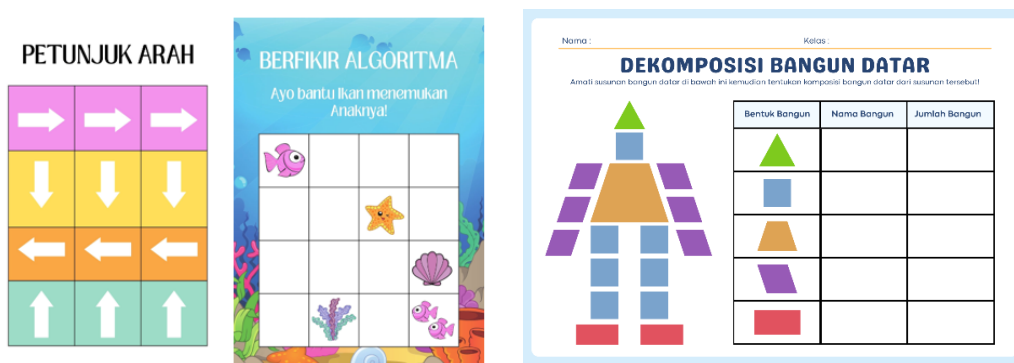 PETUNJUK ARAH
BERFIKIR ALGORITMA
Ayo bantu Ikan menemukan
Anaknya!
Nama :
Kelas :
DEKOMPOSISI BANGUN DATAR
Amati susunan bangun datar di bawah ini kemudian tentukan komposisi bangun datar dari susunan tersebut!
Bentuk Bangun
Nama Bangun
Jumlah Bangun